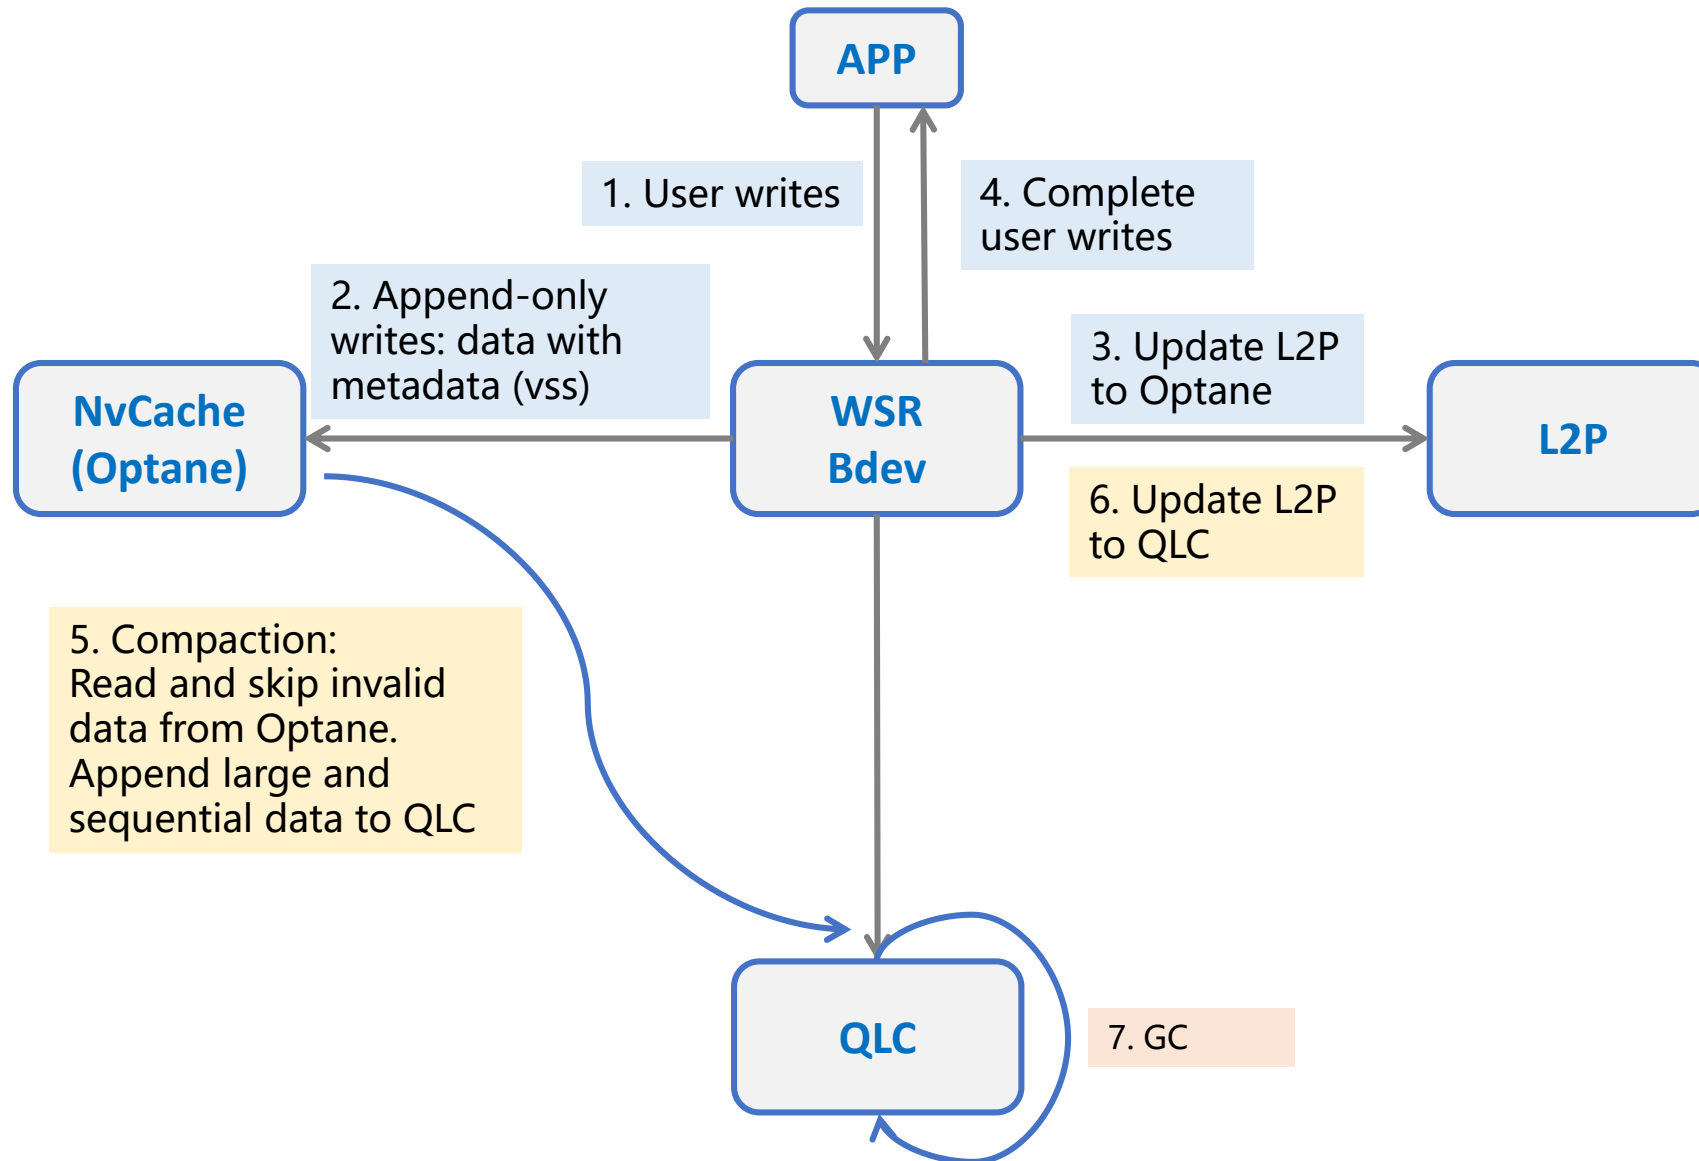 APP
1. User writes
4. Complete
user writes
2. Append-only
writes: data with
metadata (vss)
3. Update L2P
to Optane
NvCache
(Optane)
WSR
Bdev
L2P
6. Update L2P
to QLC
5. Compaction:
Read and skip invalid
data from Optane.
Append large and
sequential data to QLC
QLC
7. GC